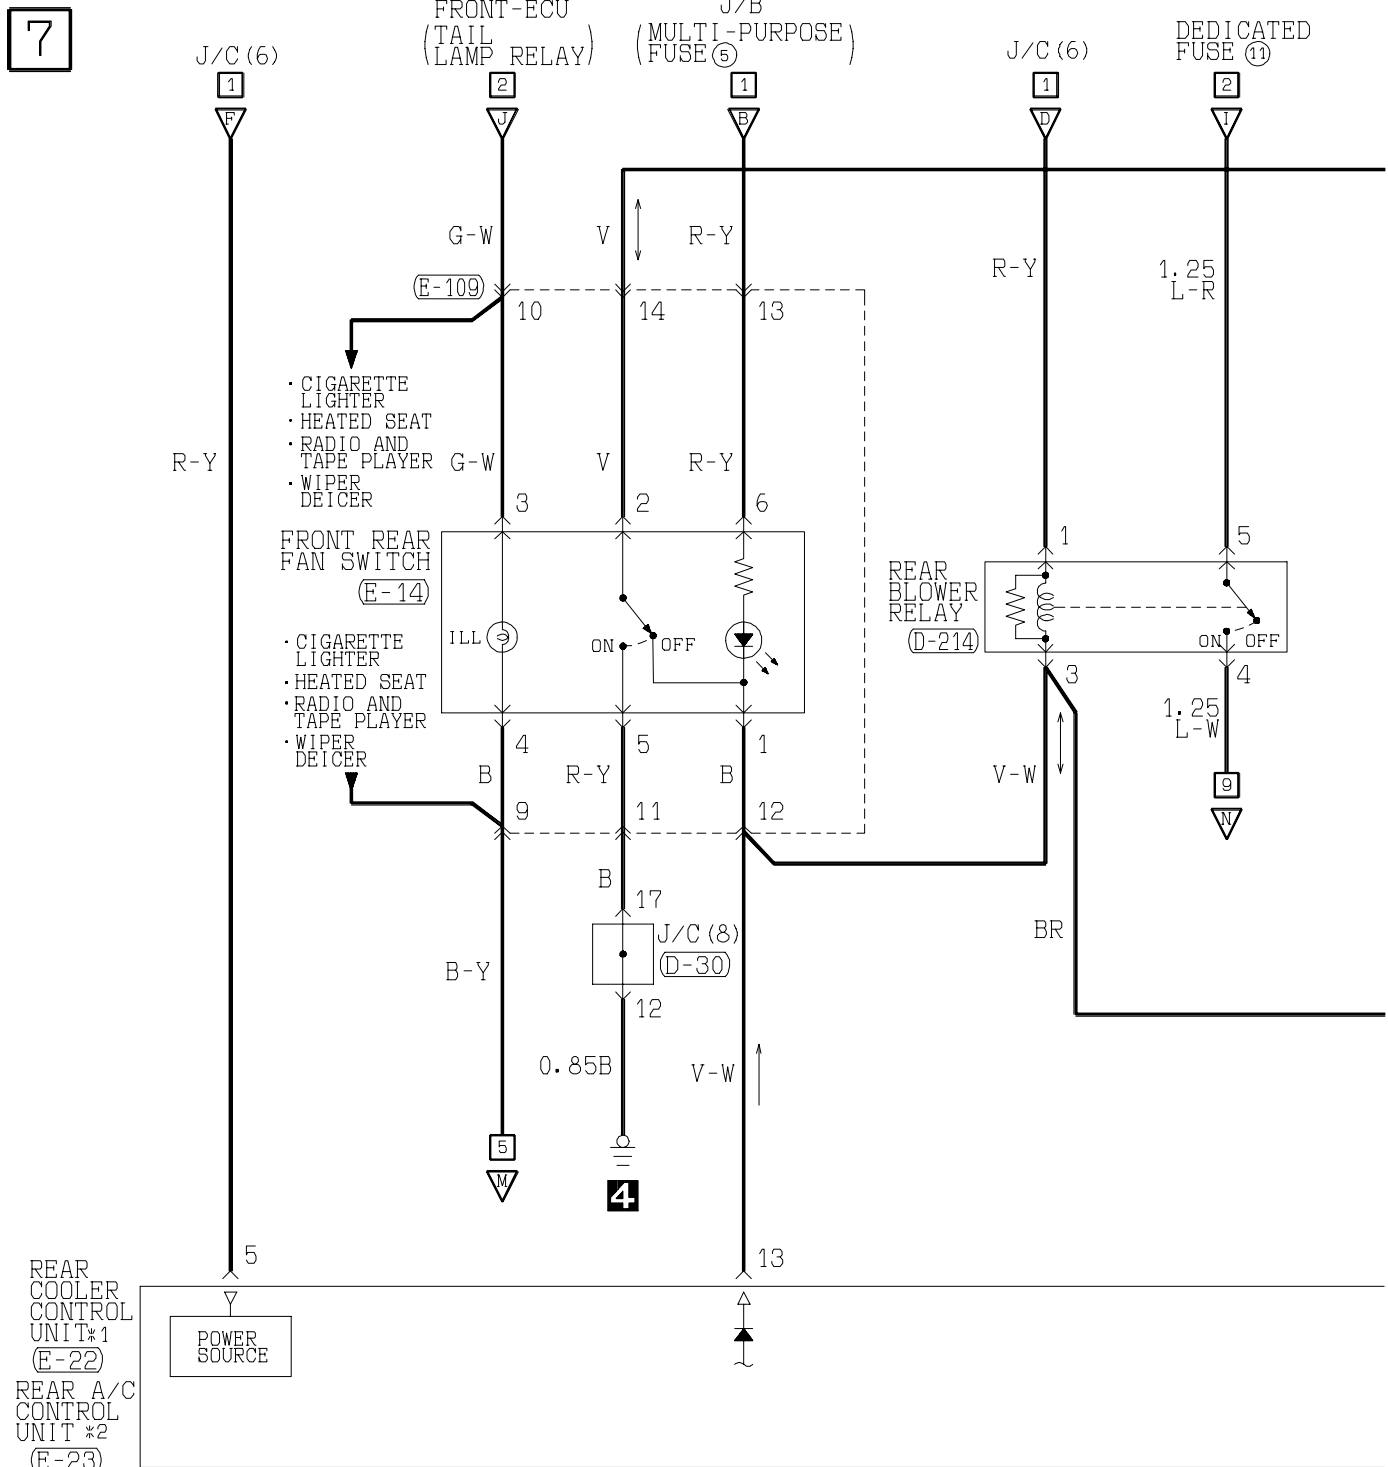 7
J/C(6)
1
F
FRONT-ECU
(TAIL
LAMP RELAY)
2
J
J/B
(MULTI-PURPOSE
FUSE⑤)
1
B
J/C(6)
1
D
DEDICATED
FUSE⑪
2
I
G-W
V
R-Y
R-Y
1.25
L-R
E-109
10
14
13
· CIGARETTE
LIGHTER
· HEATED SEAT
· RADIO AND
TAPE PLAYER
· WIPER
DEICER
R-Y
G-W
V
R-Y
3
2
6
1
5
FRONT REAR
FAN SWITCH
E-14
ILL
ON
OFF
REAR
BLOWER
RELAY
D-214
ON
OFF
· CIGARETTE
LIGHTER
· HEATED SEAT
· RADIO AND
TAPE PLAYER
· WIPER
DEICER
4
5
1
3
4
1.25
L-W
B
R-Y
B
V-W
9
N
9
11
12
B
17
J/C(8)
D-30
12
BR
B-Y
0.85B
V-W
5
M
4
5
13
REAR
COOLER
CONTROL
UNIT*1
E-22
REAR A/C
CONTROL
UNIT *2
E-23
POWER
SOURCE